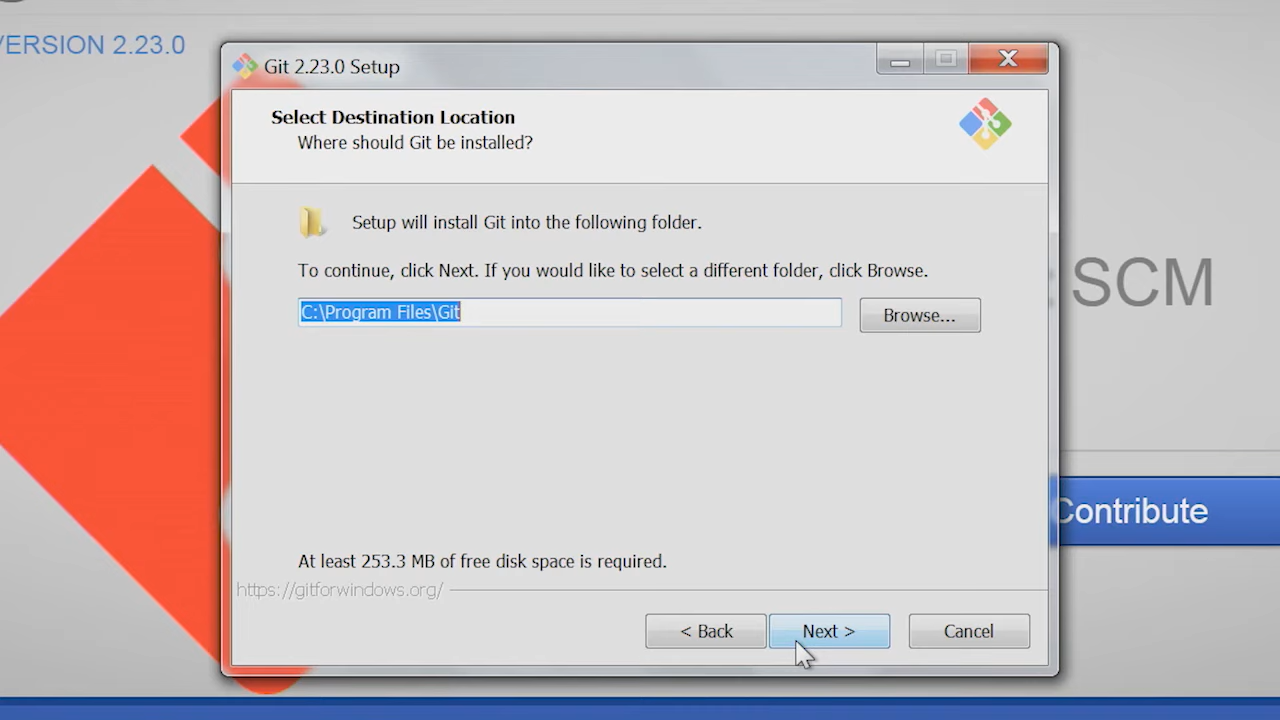 VERSION 2.23.0
Git 2.23.0 Setup
Select Destination Location
Where should Git be installed?
Setup will install Git into the following folder.
To continue, click Next. If you would like to select a different folder, click Browse.
C:\Program Files\Git
Browse...
SCM
Contribute
At least 253.3 MB of free disk space is required.
https://gitforwindows.org/
< Back
Next >
Cancel